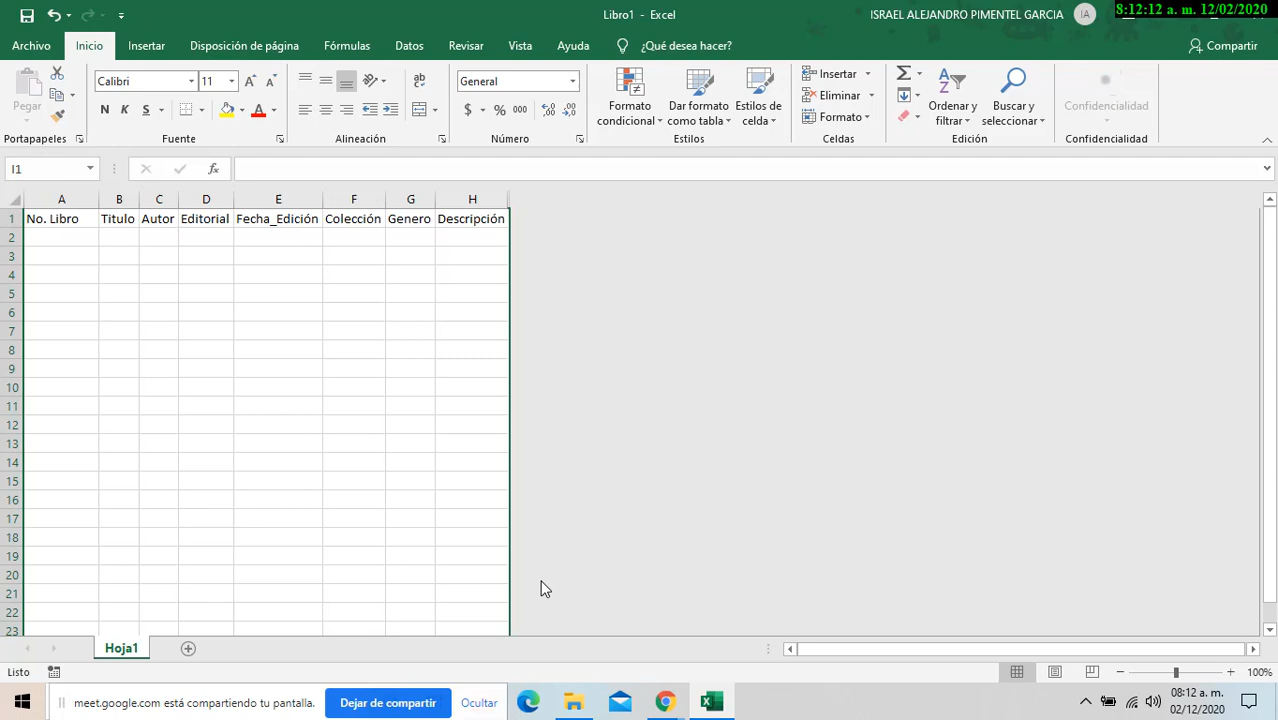 Libro1 - Excel
ISRAEL ALEJANDRO PIMENTEL GARCIA
IA
8:12:12 a. m. 12/02/2020
Archivo Inicio Insertar Disposición de página Fórmulas Datos Revisar Vista Ayuda ¿Qué desea hacer? Compartir
Pegar
Calibri 11
N K S
General
$ % 000
Formato condicional
Dar formato como tabla
Estilos de celda
Insertar
Eliminar
Formato
Ordenar y filtrar
Buscar y seleccionar
Confidencialidad
Portapapeles Fuente Alineación Número Estilos Celdas Edición Confidencialidad
I1 fx
A B C D E F G H
1 No. Libro Titulo Autor Editorial Fecha_Edición Colección Genero Descripción
2
3
4
5
6
7
8
9
10
11
12
13
14
15
16
17
18
19
20
21
22
23
Hoja1
Listo 100%
meet.google.com está compartiendo tu pantalla. Dejar de compartir Ocultar
08:12 a. m.
02/12/2020